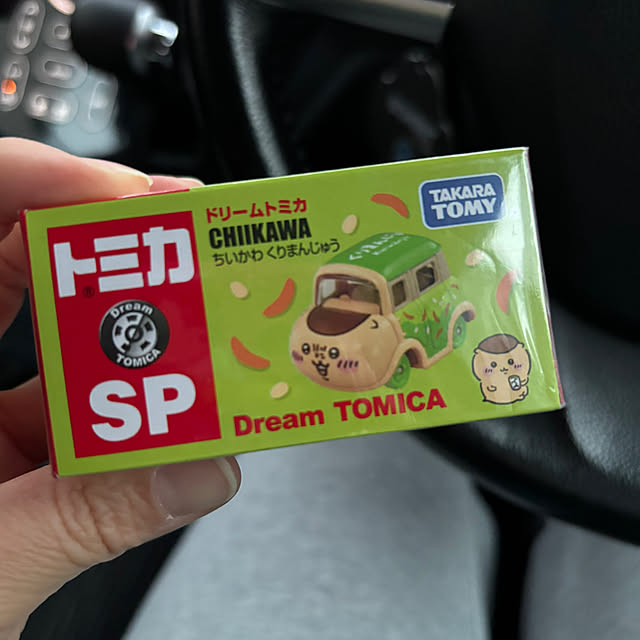 トミカ
®
Dream
TOMICA
SP
ドリームトミカ
CHIIKAWA
ちいかわ くりまんじゅう
TAKARA
TOMY
Dream TOMICA